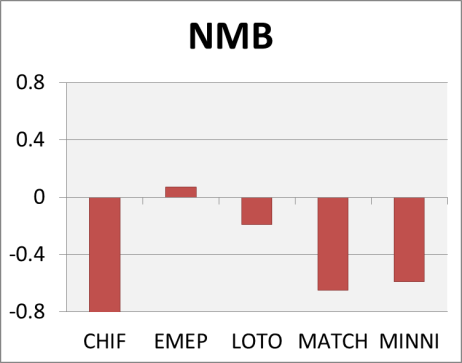 NMB
0.8
0.4
0
-0.4
-0.8
CHIF EMEP LOTO MATCH MINNI